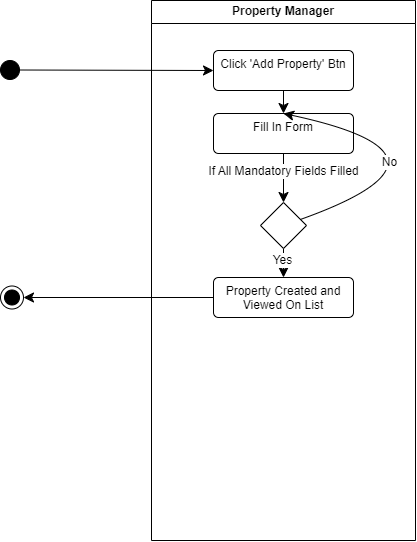 Property Manager
Click 'Add Property' Btn
Fill In Form
No
If All Mandatory Fields Filled
Yes
Property Created and
Viewed On List